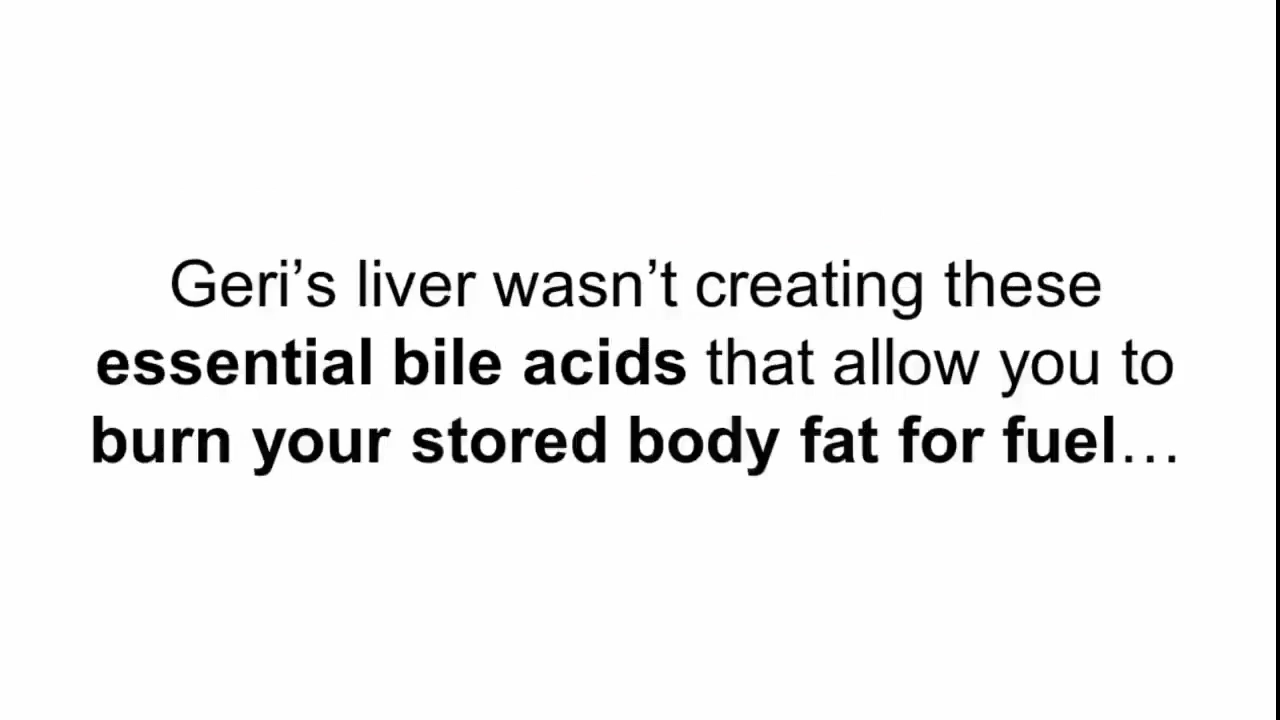 Geri’s liver wasn’t creating these
essential bile acids that allow you to
burn your stored body fat for fuel…